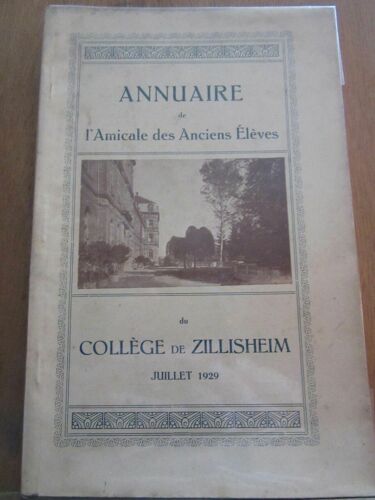 ANNUAIRE
de
l'Amicale des Anciens Élèves
du
COLLÈGE DE ZILLISHEIM
JUILLET 1929